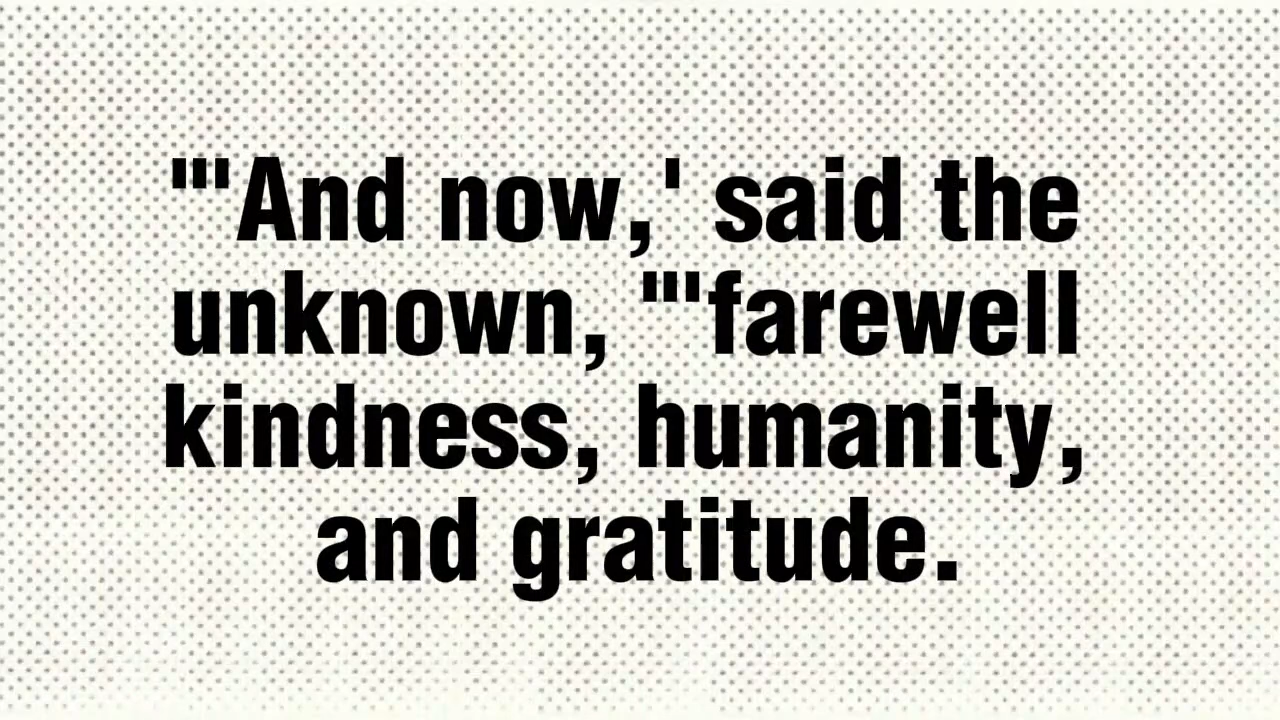 "'And now,' said the
unknown, "'farewell
kindness, humanity,
and gratitude.